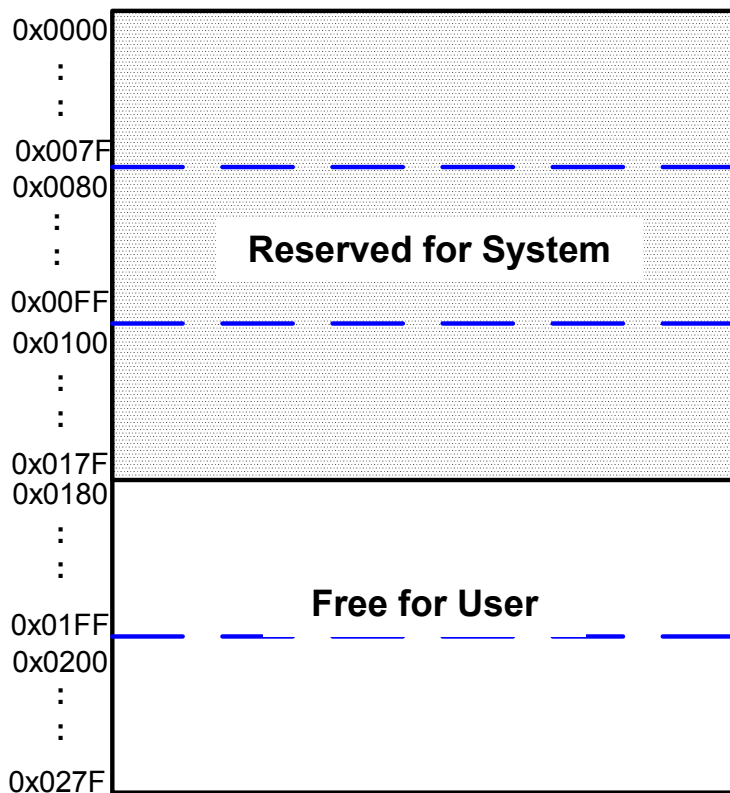 0x0000
:
:
0x007F
0x0080
:
:
Reserved for System
0x00FF
0x0100
:
:
0x017F
0x0180
:
:
Free for User
0x01FF
0x0200
:
:
0x027F